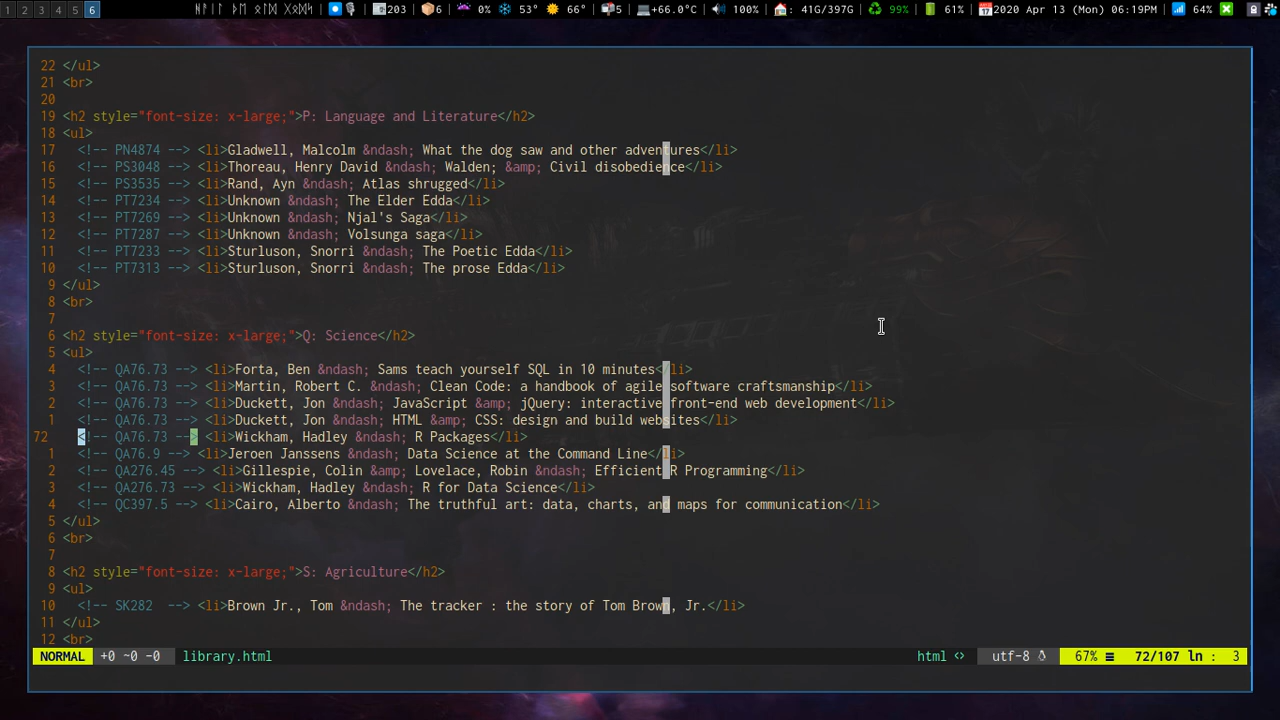 1 2 3 4 5 6 ᚺᚨᛁᛚ ᚦᛖ ᛟᛚᛞ ᚷᛟᛞᛊ 203 6 0% 53° 66° 5 +66.0°C 100% : 41G/397G 99% 61% 2020 Apr 13 (Mon) 06:19PM 64%
22 </ul>
21 <br>
20
19 <h2 style="font-size: x-large;">P: Language and Literature</h2>
18 <ul>
17 <!-- PN4874 --> <li>Gladwell, Malcolm &ndash; What the dog saw and other adventures</li>
16 <!-- PS3048 --> <li>Thoreau, Henry David &ndash; Walden; &amp; Civil disobedience</li>
15 <!-- PS3535 --> <li>Rand, Ayn &ndash; Atlas shrugged</li>
14 <!-- PT7234 --> <li>Unknown &ndash; The Elder Edda</li>
13 <!-- PT7269 --> <li>Unknown &ndash; Njal's Saga</li>
12 <!-- PT7287 --> <li>Unknown &ndash; Volsunga saga</li>
11 <!-- PT7233 --> <li>Sturluson, Snorri &ndash; The Poetic Edda</li>
10 <!-- PT7313 --> <li>Sturluson, Snorri &ndash; The prose Edda</li>
9 </ul>
8 <br>
7
6 <h2 style="font-size: x-large;">Q: Science</h2>
5 <ul>
4 <!-- QA76.73 --> <li>Forta, Ben &ndash; Sams teach yourself SQL in 10 minutes</li>
3 <!-- QA76.73 --> <li>Martin, Robert C. &ndash; Clean Code: a handbook of agile software craftsmanship</li>
2 <!-- QA76.73 --> <li>Duckett, Jon &ndash; JavaScript &amp; jQuery: interactive front-end web development</li>
1 <!-- QA76.73 --> <li>Duckett, Jon &ndash; HTML &amp; CSS: design and build websites</li>
72 <!-- QA76.73 --> <li>Wickham, Hadley &ndash; R Packages</li>
1 <!-- QA76.9 --> <li>Jeroen Janssens &ndash; Data Science at the Command Line</li>
2 <!-- QA276.45 --> <li>Gillespie, Colin &amp; Lovelace, Robin &ndash; Efficient R Programming</li>
3 <!-- QA276.73 --> <li>Wickham, Hadley &ndash; R for Data Science</li>
4 <!-- QC397.5 --> <li>Cairo, Alberto &ndash; The truthful art: data, charts, and maps for communication</li>
5 </ul>
6 <br>
7
8 <h2 style="font-size: x-large;">S: Agriculture</h2>
9 <ul>
10 <!-- SK282 --> <li>Brown Jr., Tom &ndash; The tracker : the story of Tom Brown, Jr.</li>
11 </ul>
12 <br>
NORMAL +0 ~0 -0 library.html html <> utf-8 67% ≡ 72/107 ln : 3